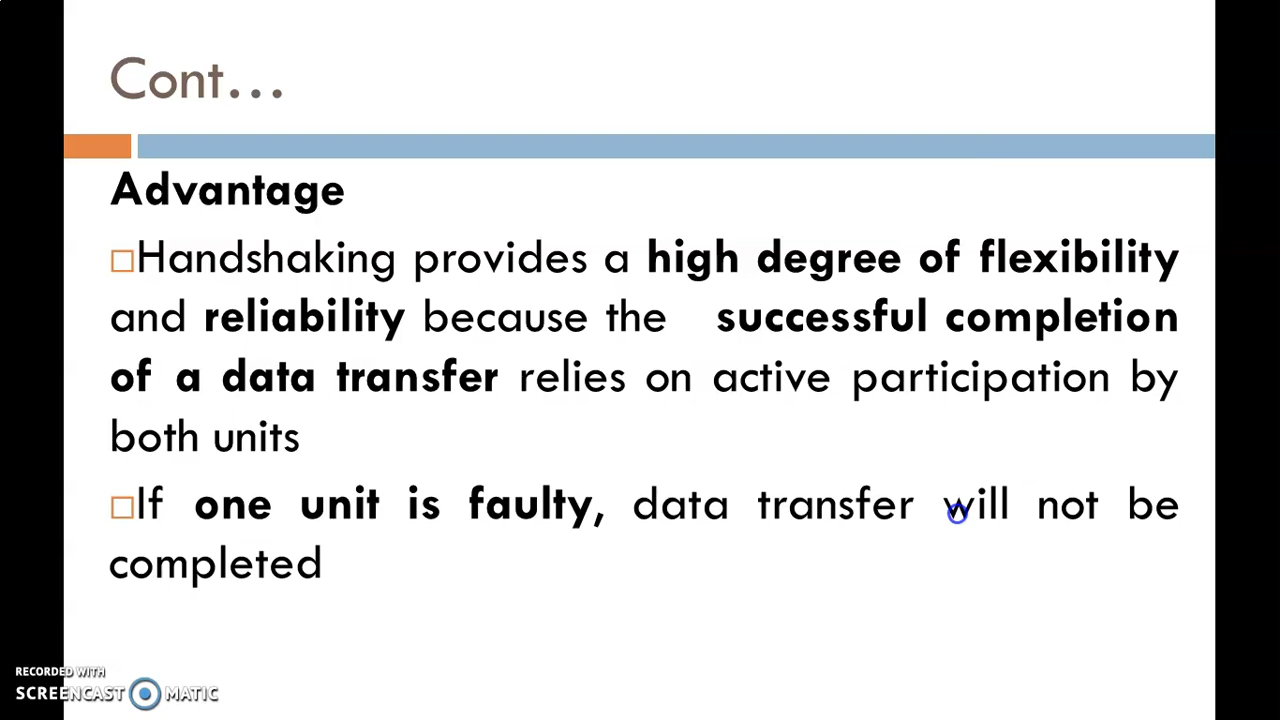 Cont...
Advantage
Handshaking provides a high degree of flexibility
and reliability because the successful completion
of a data transfer relies on active participation by
both units
If one unit is faulty, data transfer will not be
completed
RECORDED WITH
SCREENCAST MATIC